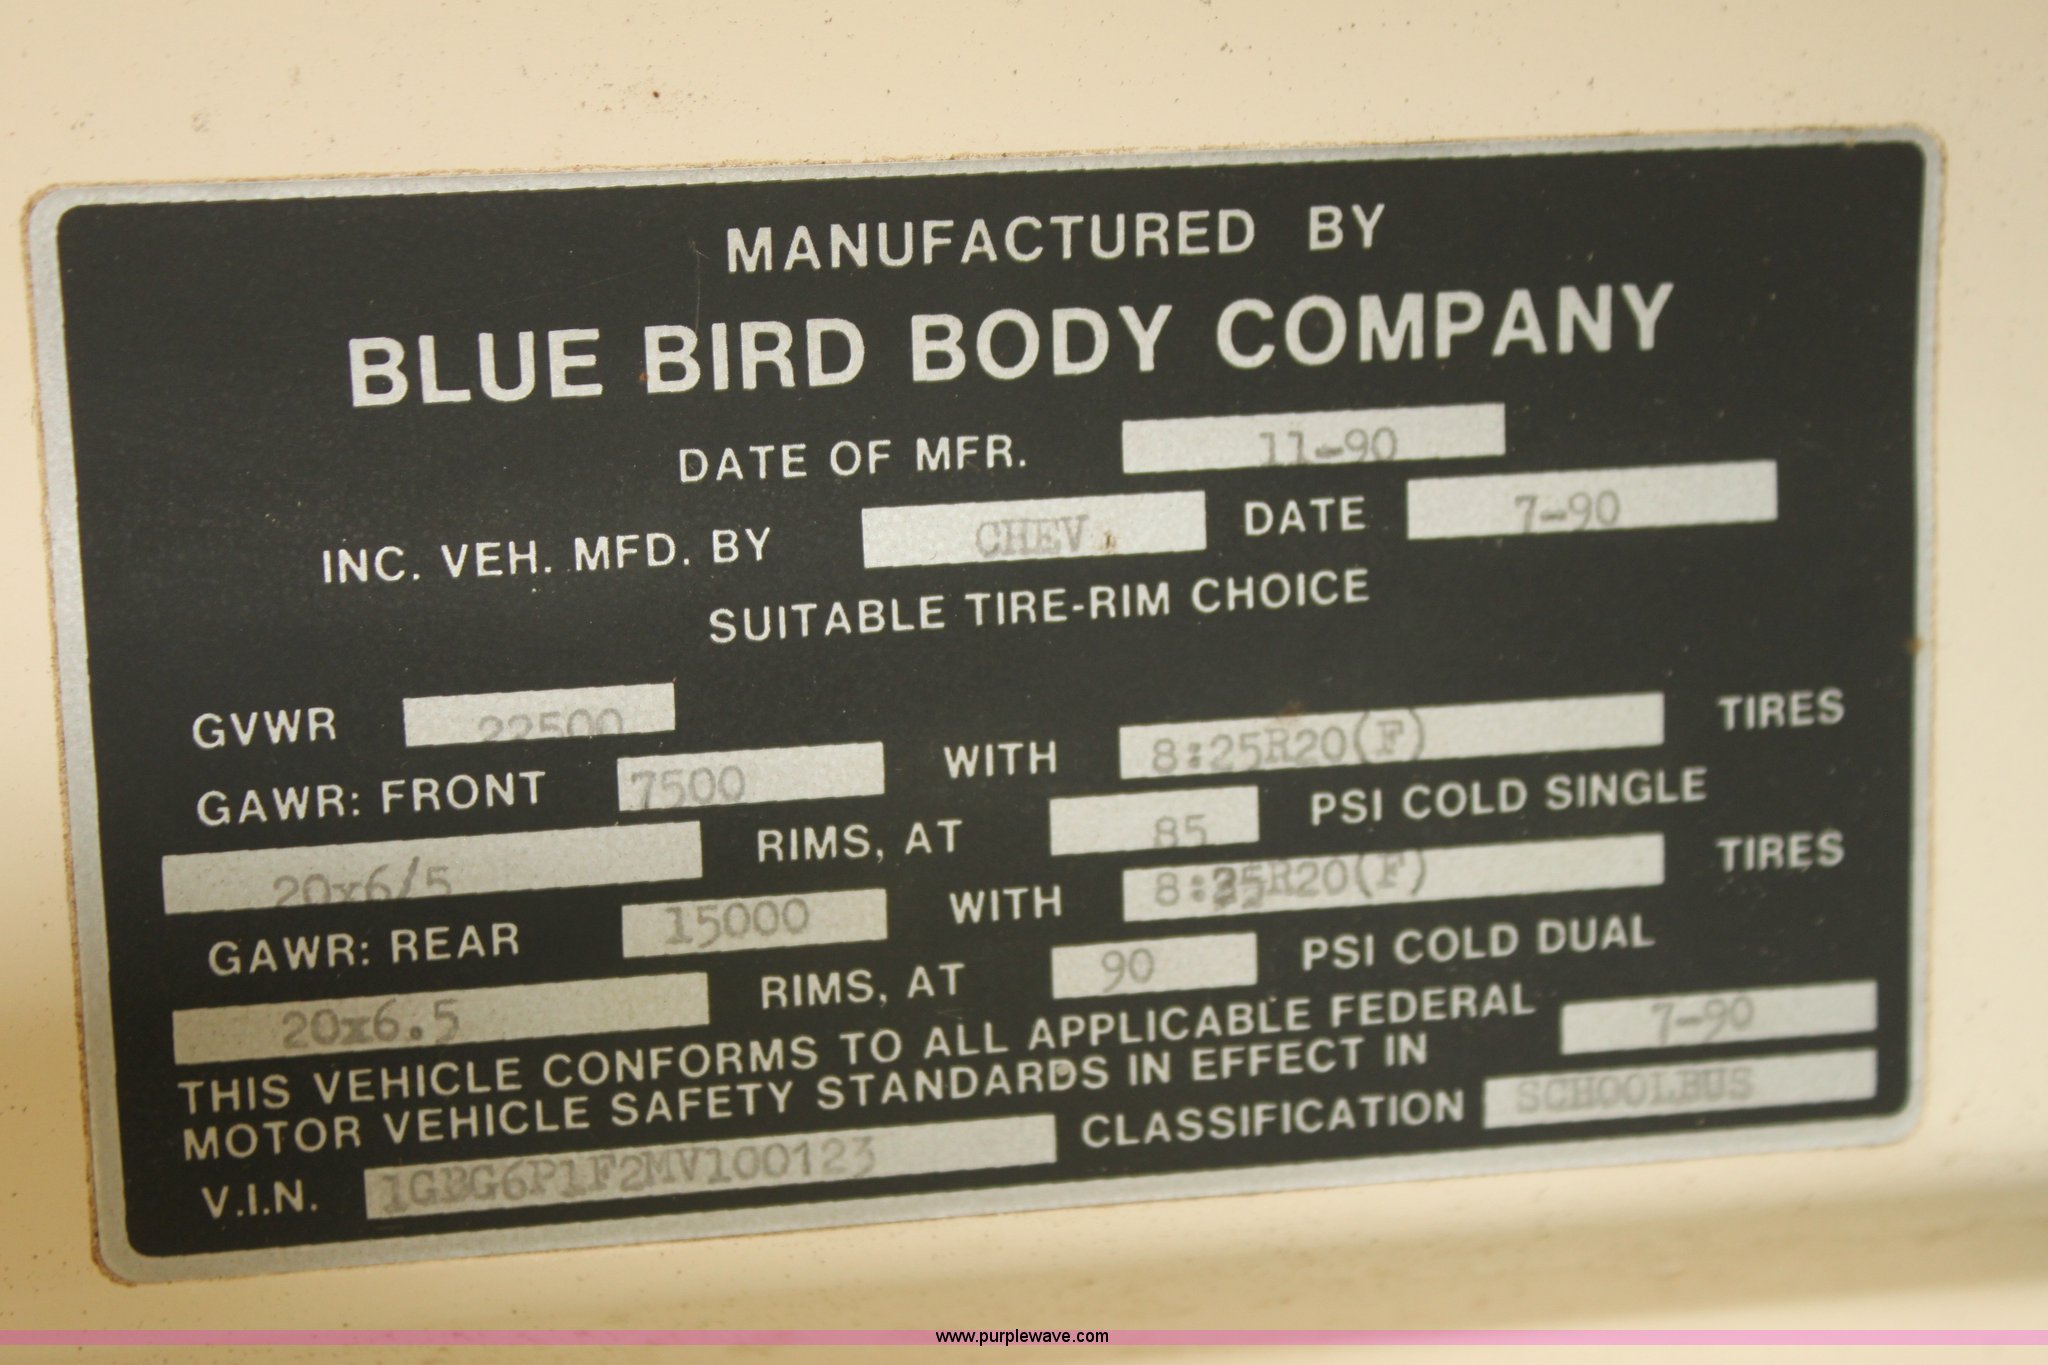 MANUFACTURED BY
BLUE BIRD BODY COMPANY
DATE OF MFR. 11-90
INC. VEH. MFD. BY CHEV. DATE 7-90
SUITABLE TIRE-RIM CHOICE
GVWR 22500
GAWR: FRONT 7500 WITH 8:25R20(F) TIRES
20x6/5 RIMS, AT 85 PSI COLD SINGLE
GAWR: REAR 15000 WITH 8:25R20(F) TIRES
20x6.5 RIMS, AT 90 PSI COLD DUAL
THIS VEHICLE CONFORMS TO ALL APPLICABLE FEDERAL
MOTOR VEHICLE SAFETY STANDARDS IN EFFECT IN 7-90
V.I.N. 1GBG6P1F2MV100123 CLASSIFICATION SCHOOLBUS
www.purplewave.com